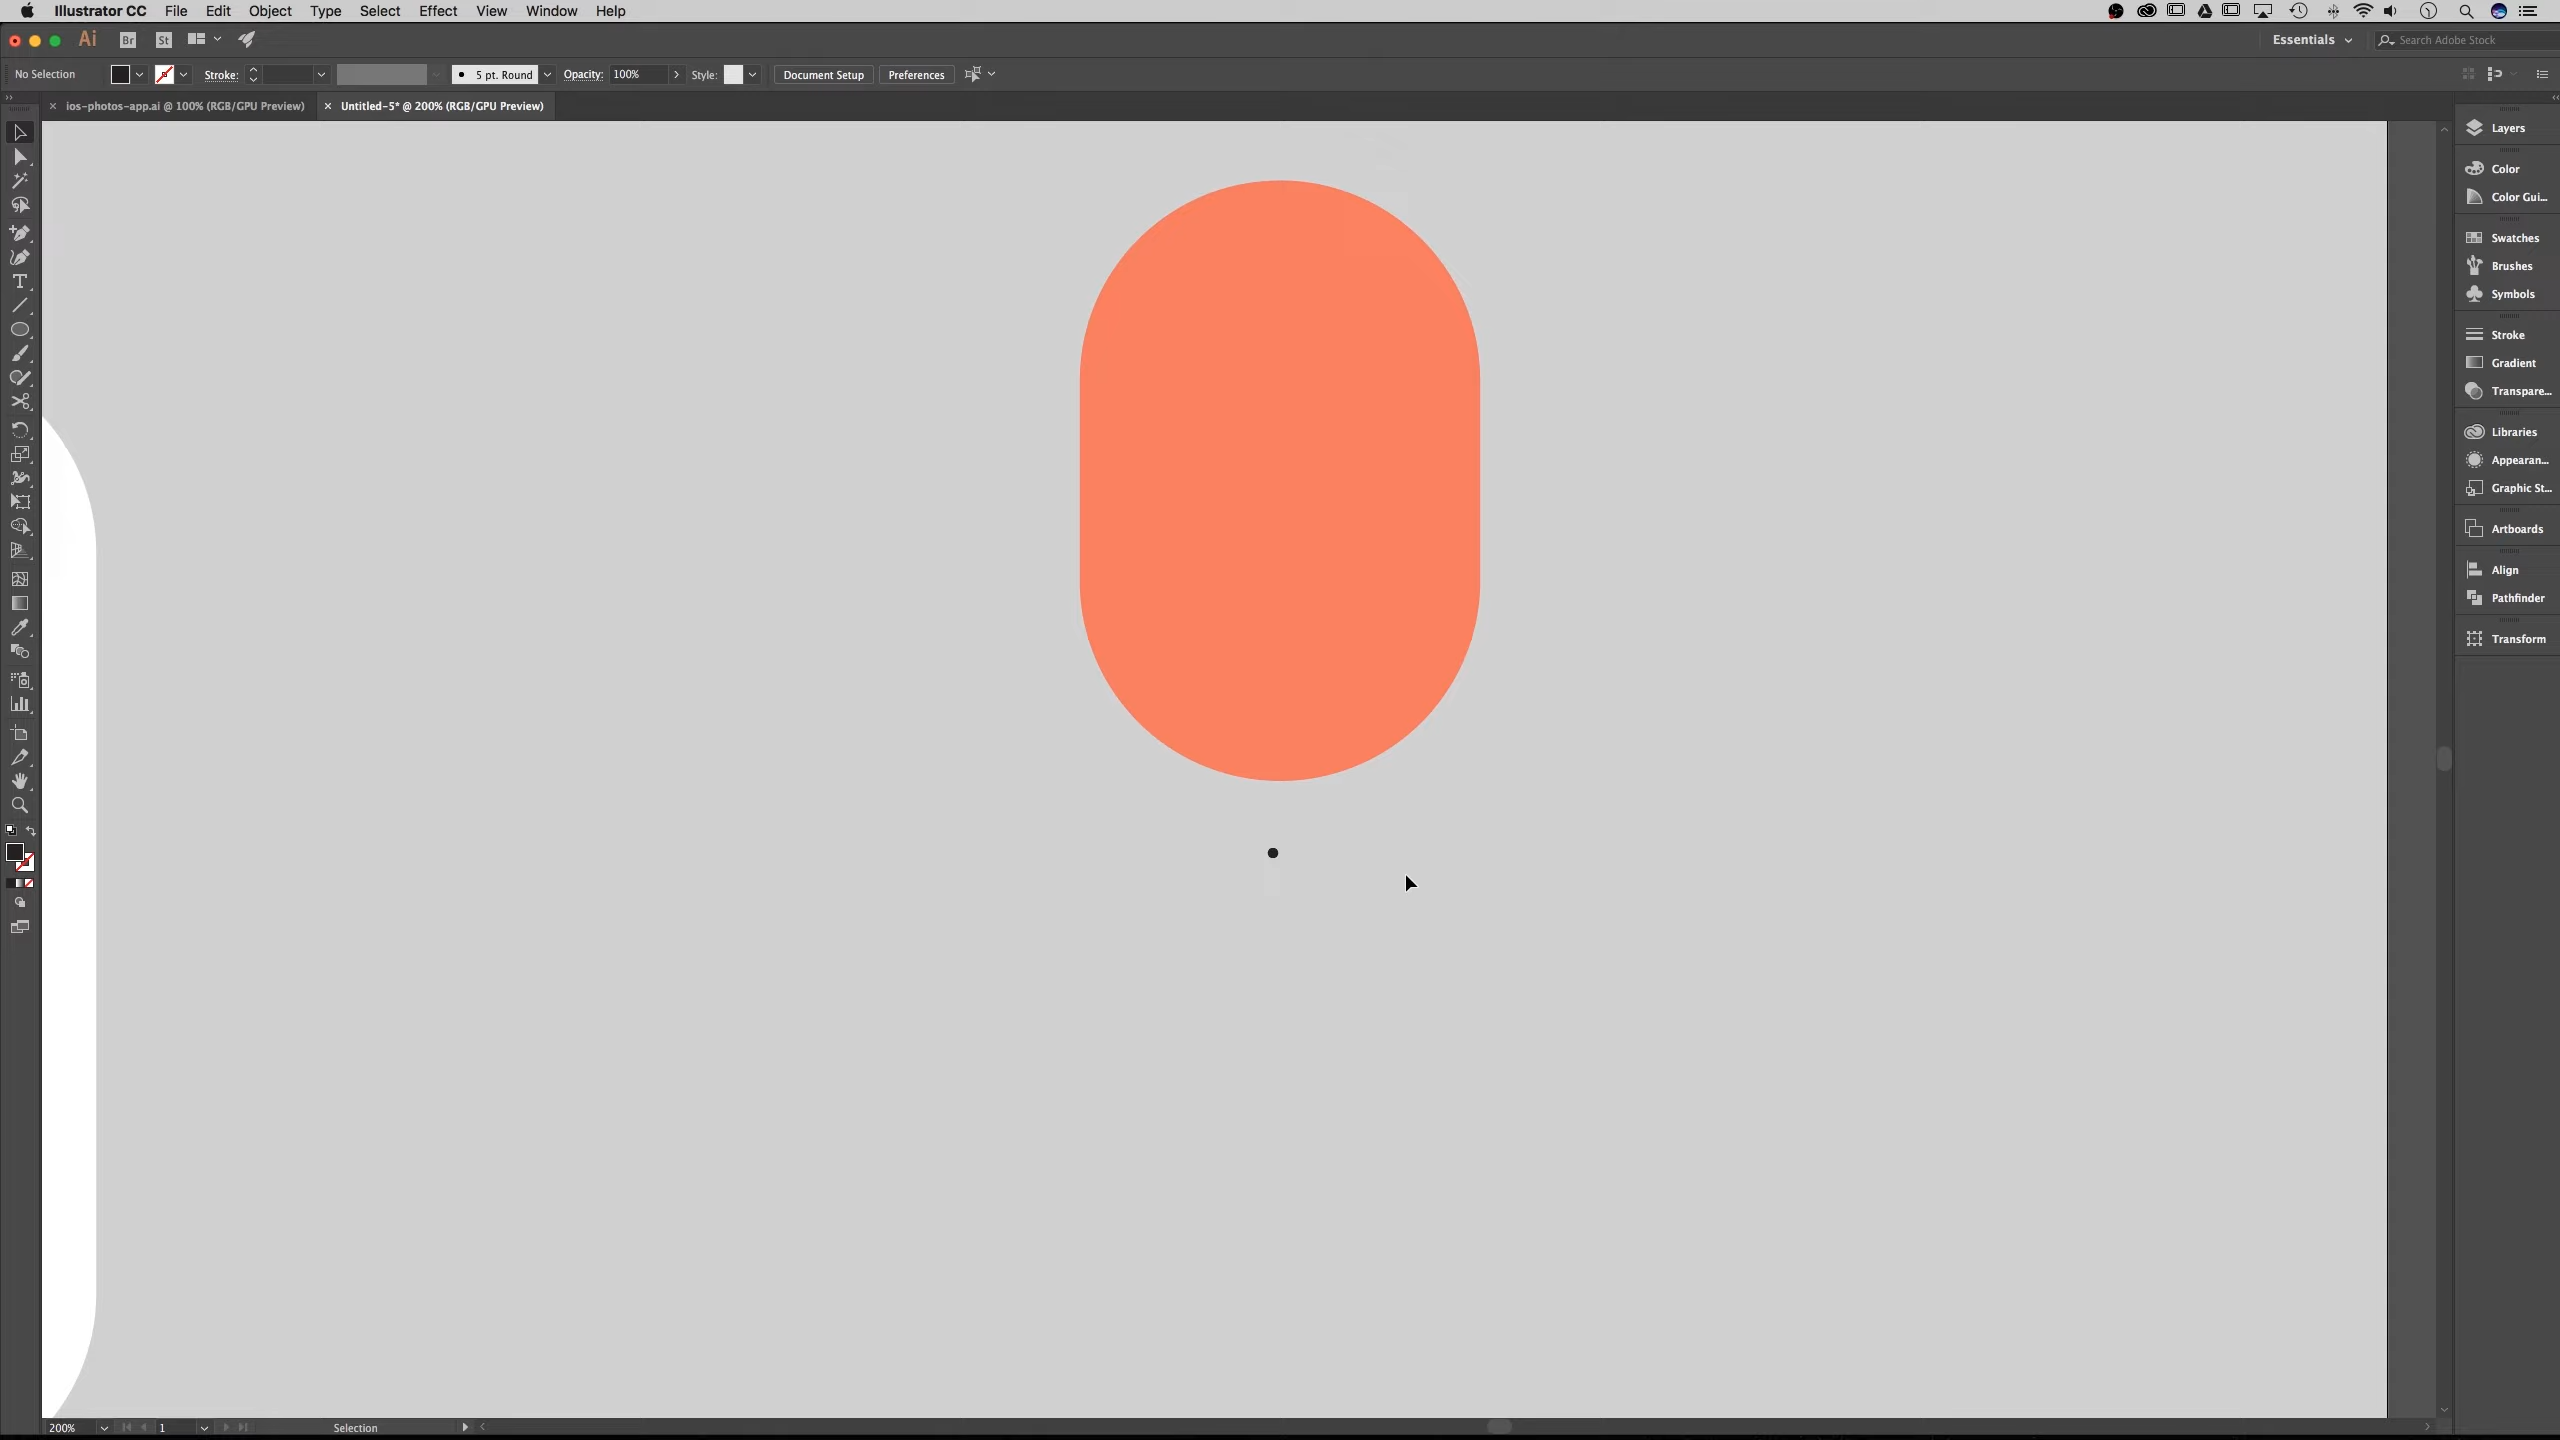 Illustrator CC File Edit Object Type Select Effect View Window Help
Ai Br St Essentials Search Adobe Stock
No Selection Stroke: 5 pt. Round Opacity: 100% Style: Document Setup Preferences
ios-photos-app.ai @ 100% (RGB/GPU Preview) Untitled-5* @ 200% (RGB/GPU Preview)
Layers
Color
Color Gui...
Swatches
Brushes
Symbols
Stroke
Gradient
Transpare...
Libraries
Appearan...
Graphic St...
Artboards
Align
Pathfinder
Transform
200% 1 Selection